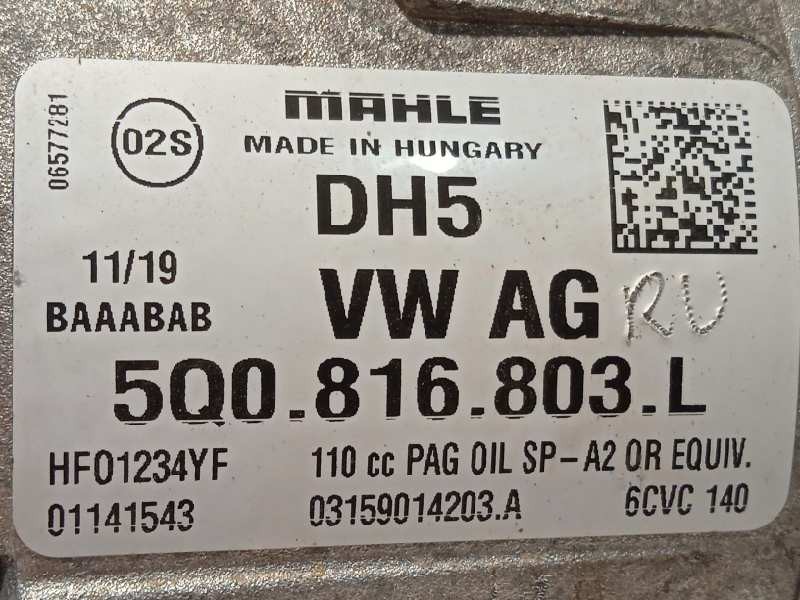 MAHLE
MADE IN HUNGARY
06577281
02S
DH5
11/19
VW AG RU
BAAABAB
5Q0.816.803.L
HFO1234YF 110 cc PAG OIL SP-A2 OR EQUIV.
01141543 03159014203.A 6CVC 140